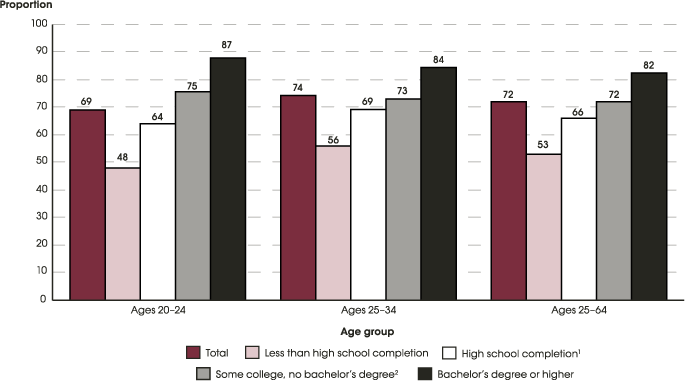 Proportion
100
90
80
70
60
50
40
30
20
10
0
69
48
64
75
87
74
56
69
73
84
72
53
66
72
82
Ages 20–24
Ages 25–34
Ages 25–64
Age group
Total
Less than high school completion
High school completion¹
Some college, no bachelor's degree²
Bachelor's degree or higher